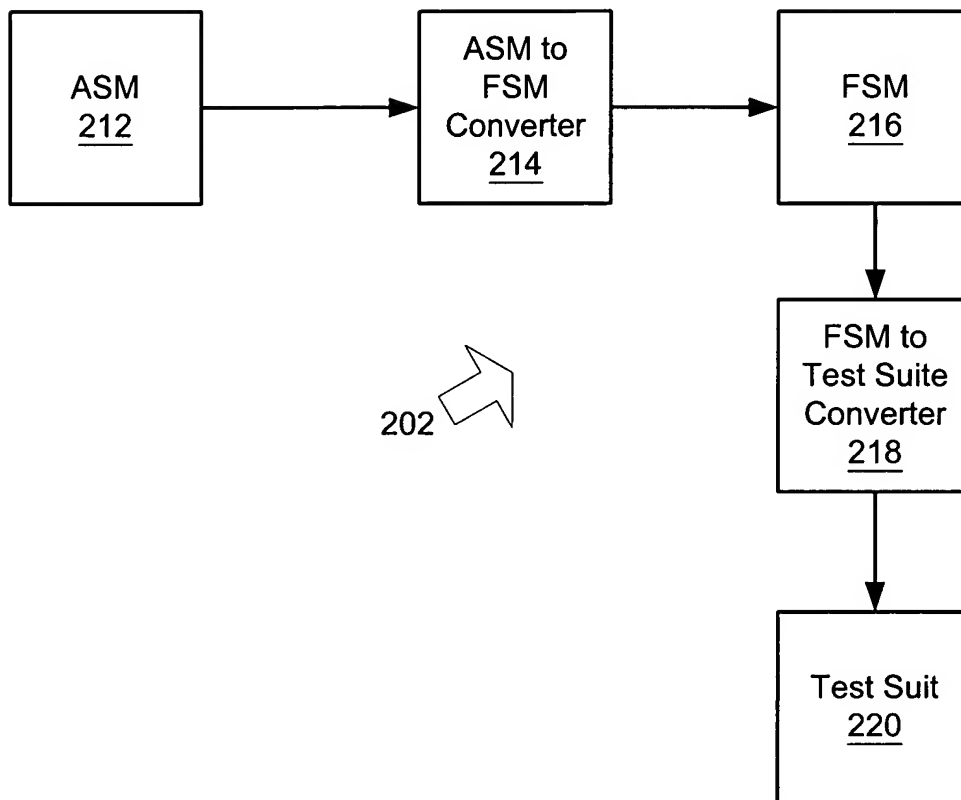 ASM
212
ASM to
FSM
Converter
214
FSM
216
FSM to
Test Suite
Converter
218
202
Test Suit
220